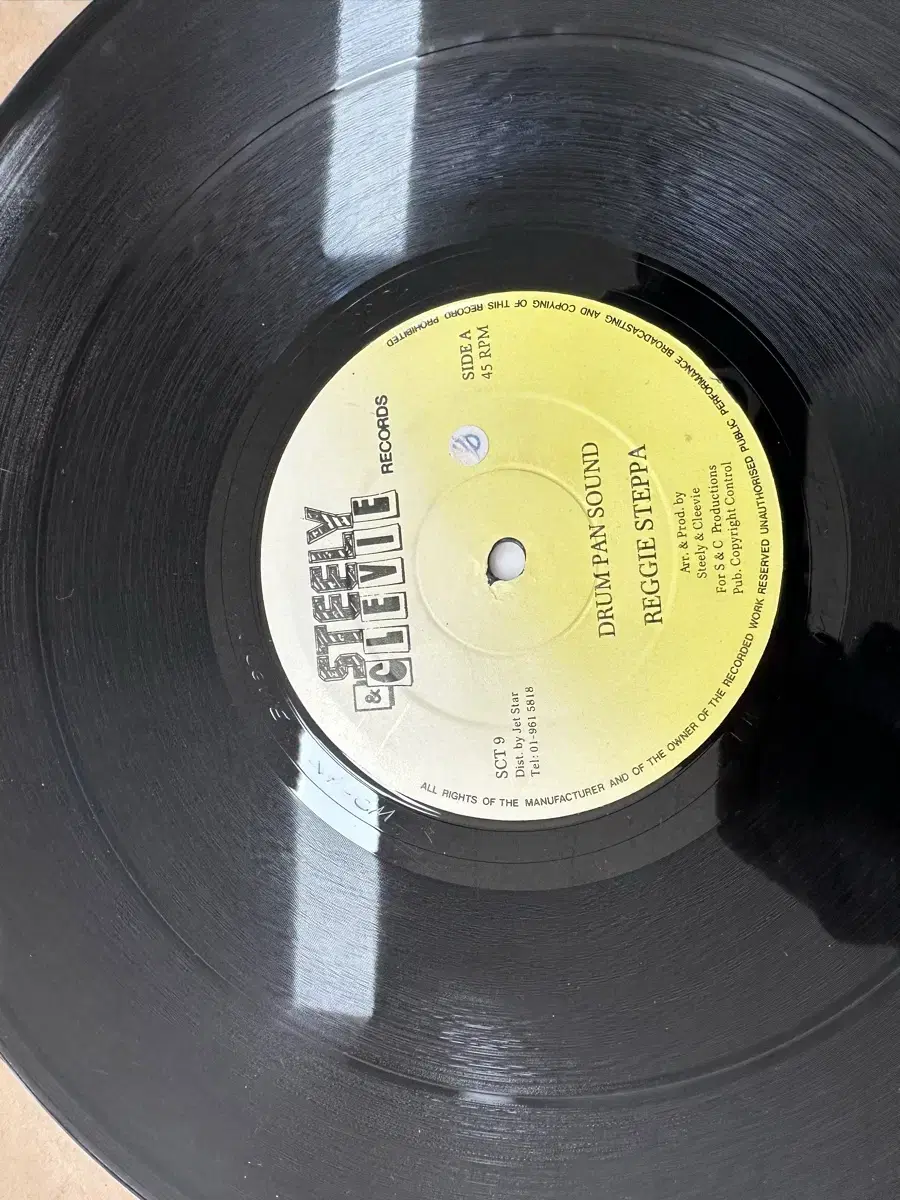 STEELY
& CLEVIE
RECORDS
SIDE A
45 RPM
SCT 9
Dist. by Jet Star
Tel: 01-961 5818
DRUM PAN SOUND
REGGIE STEPPA
Arr. & Prod. by
Steely & Cleevie
For S & C Productions
Pub. Copyright Control
ALL RIGHTS OF THE MANUFACTURER AND OF THE OWNER OF THE RECORDED WORK RESERVED UNAUTHORISED PUBLIC PERFORMANCE BROADCASTING AND COPYING OF THIS RECORD PROHIBITED